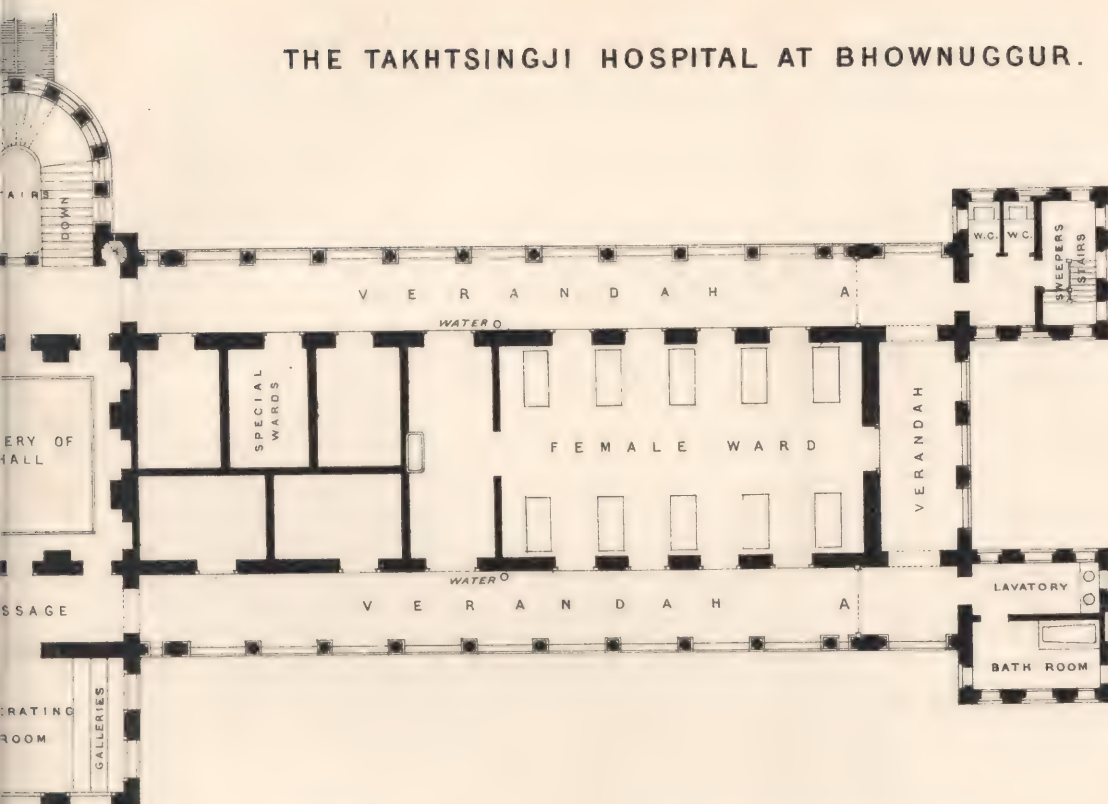 THE TAKHTSINGJI HOSPITAL AT BHOWNUGGUR.
AIRS
DOWN
W.C. W.C.
SWEEPERS
STAIRS
VERANDAH A
WATER
SPECIAL
WARDS
ERY OF
HALL
FEMALE WARD
VERANDAH
WATER
VERANDAH A
SSAGE
LAVATORY
BATH ROOM
ERATING
ROOM
GALLERIES